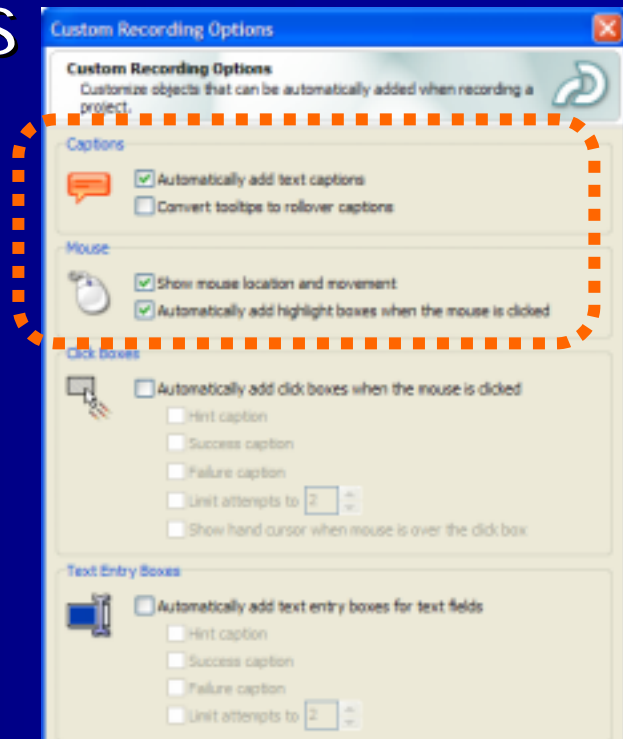 S
Custom Recording Options
Custom Recording Options
Customize objects that can be automatically added when recording a
project.
Captions
Automatically add text captions
Convert tooltips to rollover captions
Mouse
Show mouse location and movement
Automatically add highlight boxes when the mouse is clicked
Click Boxes
Automatically add click boxes when the mouse is clicked
Hint caption
Success caption
Failure caption
Limit attempts to 2
Show hand cursor when mouse is over the click box
Text Entry Boxes
Automatically add text entry boxes for text fields
Hint caption
Success caption
Failure caption
Limit attempts to 2